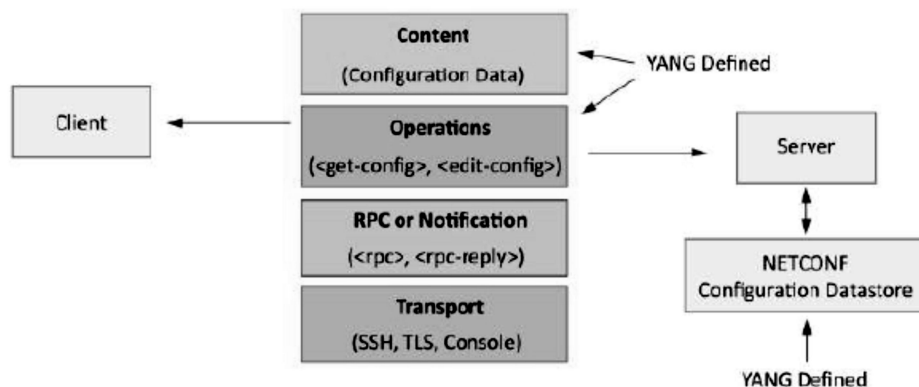 Content
(Configuration Data)
YANG Defined
Client
Operations
(<get-config>, <edit-config>)
Server
RPC or Notification
(<rpc>, <rpc-reply>)
NETCONF
Configuration Datastore
Transport
(SSH, TLS, Console)
YANG Defined